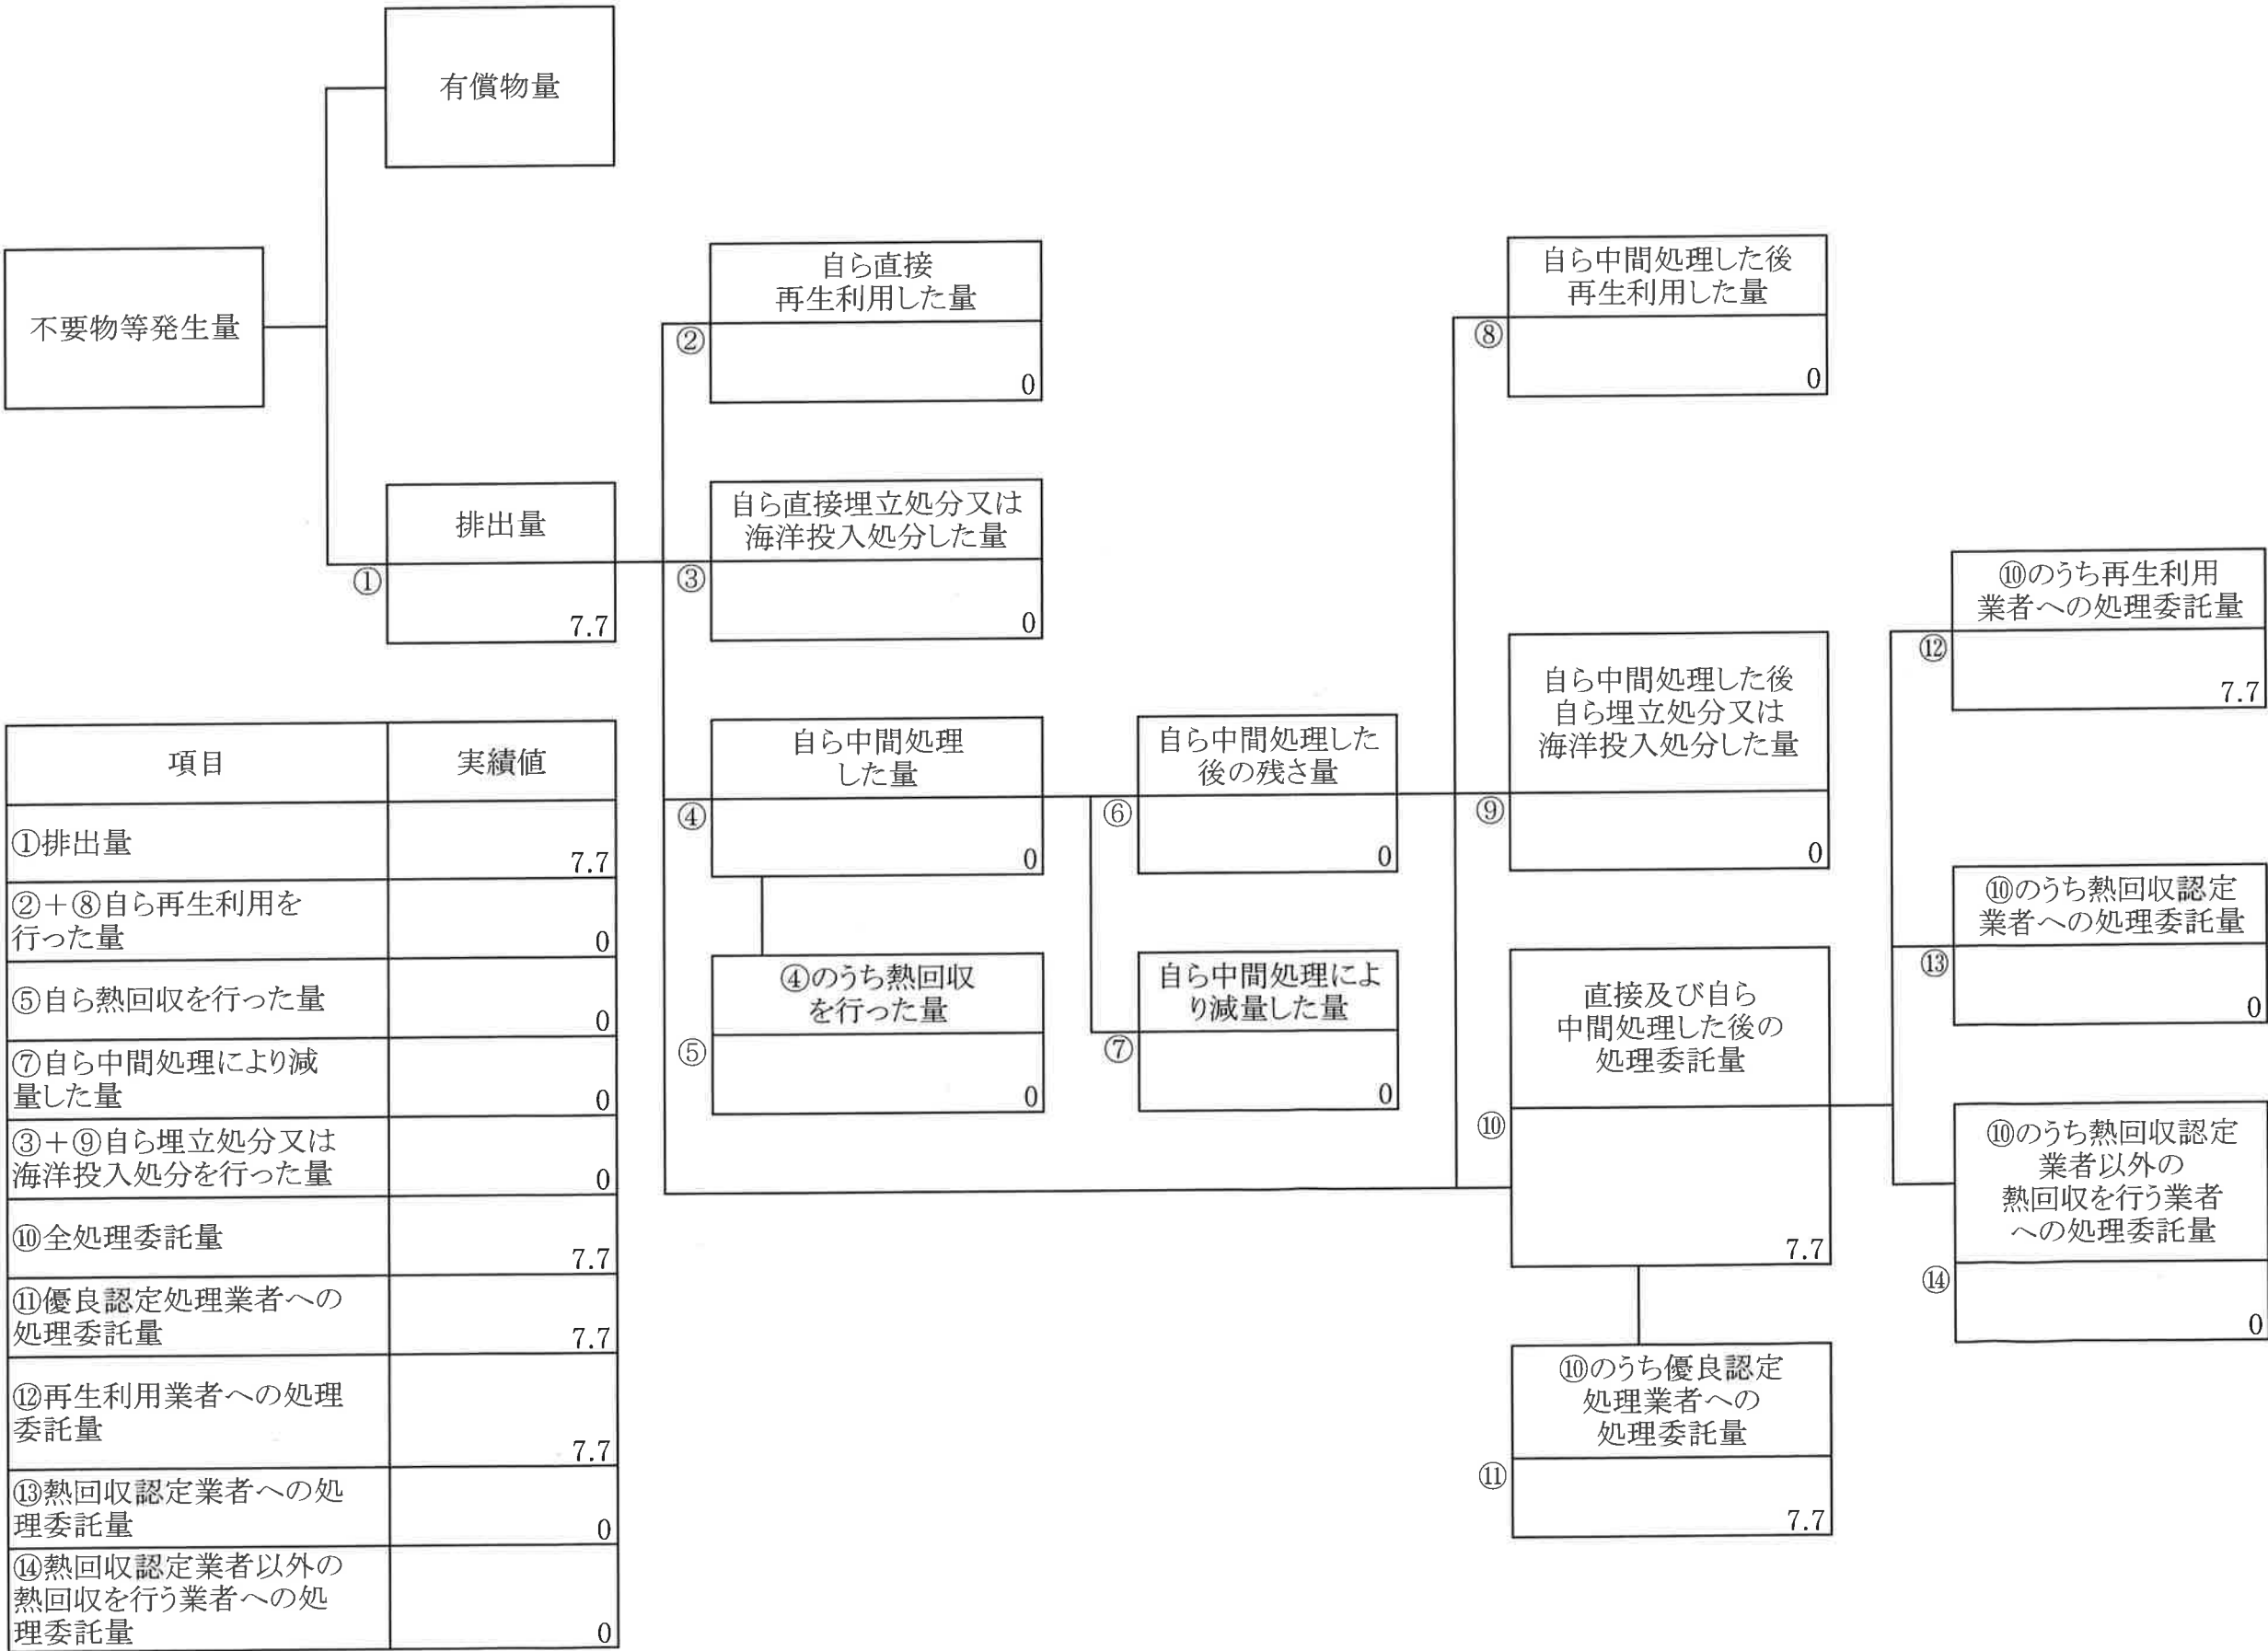 有償物量
不要物等発生量
排出量
①
7.7
自ら直接
再生利用した量
②
0
自ら直接埋立処分又は
海洋投入処分した量
③
0
自ら中間処理
した量
④
0
④のうち熱回収
を行った量
⑤
0
自ら中間処理した
後の残さ量
⑥
0
自ら中間処理によ
り減量した量
⑦
0
自ら中間処理した後
再生利用した量
⑧
0
自ら中間処理した後
自ら埋立処分又は
海洋投入処分した量
⑨
0
直接及び自ら
中間処理した後の
処理委託量
⑩
7.7
⑩のうち優良認定
処理業者への
処理委託量
⑪
7.7
⑩のうち再生利用
業者への処理委託量
⑫
7.7
⑩のうち熱回収認定
業者への処理委託量
⑬
0
⑩のうち熱回収認定
業者以外の
熱回収を行う業者
への処理委託量
⑭
0
項目 実績値
①排出量
7.7
②+⑧自ら再生利用を
行った量
0
⑤自ら熱回収を行った量
0
⑦自ら中間処理により減
量した量
0
③+⑨自ら埋立処分又は
海洋投入処分を行った量
0
⑩全処理委託量
7.7
⑪優良認定処理業者への
処理委託量
7.7
⑫再生利用業者への処理
委託量
7.7
⑬熱回収認定業者への処
理委託量
0
⑭熱回収認定業者以外の
熱回収を行う業者への処
理委託量
0